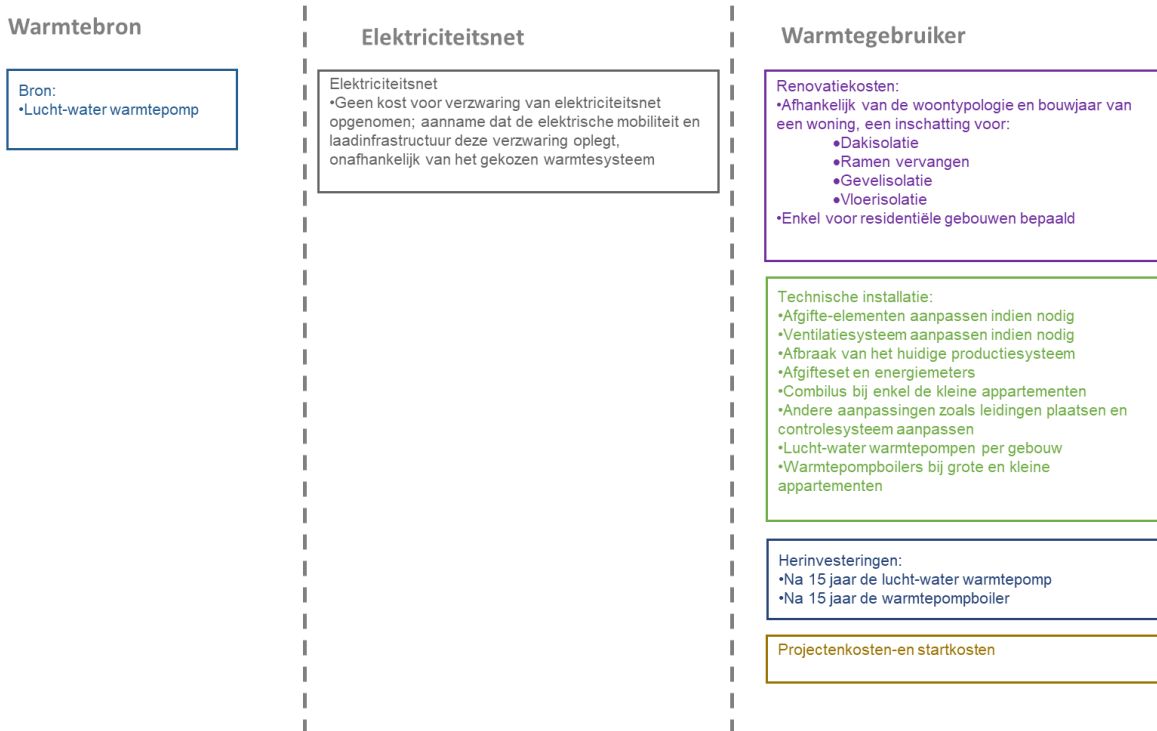 Warmtebron
Bron:
•Lucht-water warmtepomp
Elektriciteitsnet
Elektriciteitsnet
•Geen kost voor verzwaring van elektriciteitsnet
opgenomen; aanname dat de elektrische mobiliteit en
laadinfrastructuur deze verzwaring oplegt,
onafhankelijk van het gekozen warmtesysteem
Warmtegebruiker
Renovatiekosten:
•Afhankelijk van de woontypologie en bouwjaar van
een woning, een inschatting voor:
•Dakisolatie
•Ramen vervangen
•Gevelisolatie
•Vloerisolatie
•Enkel voor residentiële gebouwen bepaald
Technische installatie:
•Afgifte-elementen aanpassen indien nodig
•Ventilatiesysteem aanpassen indien nodig
•Afbraak van het huidige productiesysteem
•Afgifteset en energiemeters
•Combilus bij enkel de kleine appartementen
•Andere aanpassingen zoals leidingen plaatsen en
controlesysteem aanpassen
•Lucht-water warmtepompen per gebouw
•Warmtepompboilers bij grote en kleine
appartementen
Herinvesteringen:
•Na 15 jaar de lucht-water warmtepomp
•Na 15 jaar de warmtepompboiler
Projectenkosten-en startkosten